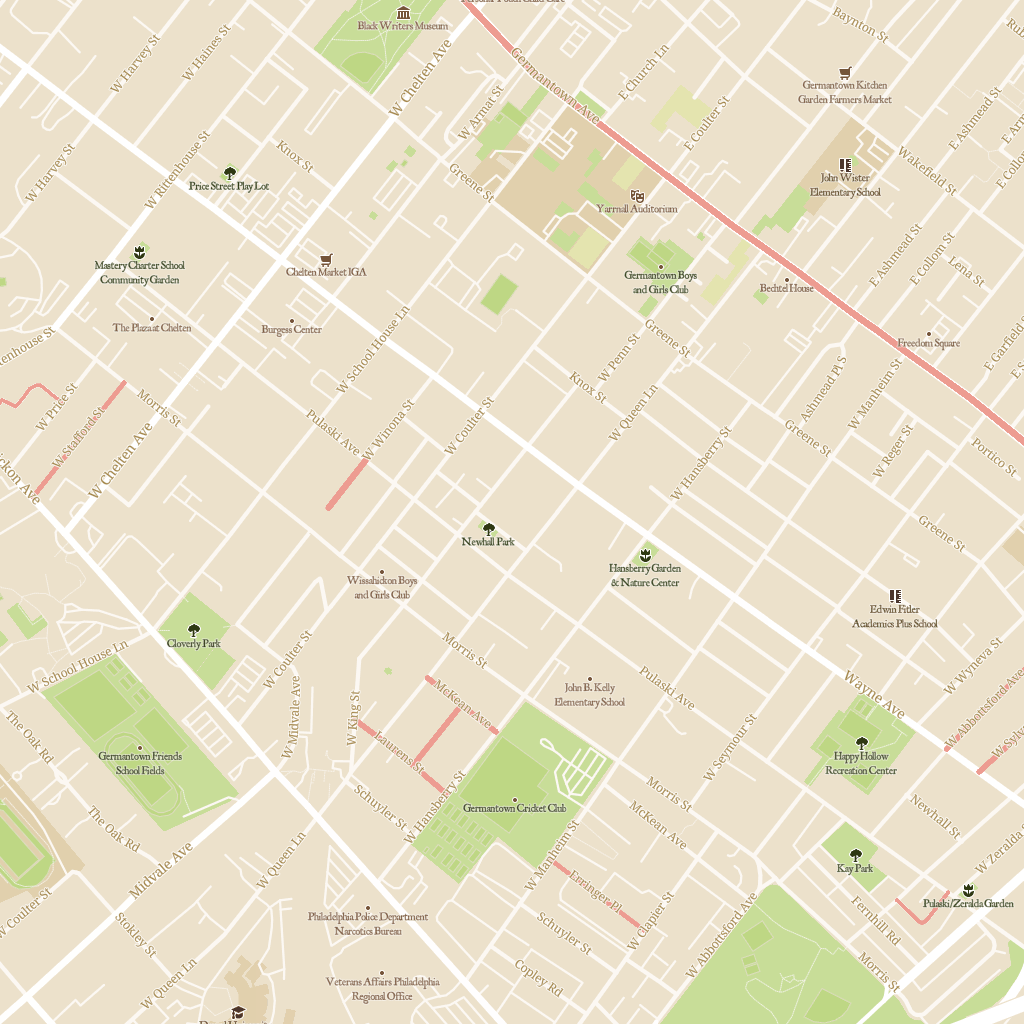 Black Writers Museum
Baynton St
W Harvey St
W Haines St
W Chelten Ave
Germantown Ave
E Church Ln
Germantown Kitchen
Garden Farmers Market
W Armat St
E Coulter St
E Ashmead St
W Harvey St
W Rittenhouse St
Knox St
Price Street Play Lot
Greene St
Yarrnall Auditorium
John Wister
Elementary School
Wakefield St
Mastery Charter School
Community Garden
Chelten Market IGA
Germantown Boys
and Girls Club
Bechtel House
E Ashmead St
E Collom St
Lena St
The Plaza at Chelten
Burgess Center
W School House Ln
Greene St
W Penn St
Freedom Square
E Garfield
W Price St
W Stafford St
Morris St
W Chelten Ave
Pulaski Ave
W Winona St
W Coulter St
Knox St
W Queen Ln
Ashmead Pl S
W Manheim St
W Hansberry St
Greene St
W Reger St
Portico St
Greene St
Newhall Park
Hansberry Garden
& Nature Center
Wissahickon Boys
and Girls Club
Edwin Fitler
Academics Plus School
Cloverly Park
W School House Ln
W Coulter St
Morris St
W Midvale Ave
W King St
McKean Ave
John B. Kelly
Elementary School
Pulaski Ave
Wayne Ave
W Wyneva St
W Abbottsford Ave
The Oak Rd
Germantown Friends
School Fields
Laurens St
W Seymour St
Happy Hollow
Recreation Center
Schuyler St
W Hansberry St
Germantown Cricket Club
Morris St
McKean Ave
Newhall St
The Oak Rd
Midvale Ave
W Queen Ln
W Manheim St
Kay Park
W Zeralda
Erringer Pl
Pulaski/Zeralda Garden
W Coulter St
Stokley St
Philadelphia Police Department
Narcotics Bureau
Schuyler St
W Clapier St
W Abbottsford Ave
Fernhill Rd
W Queen Ln
Veterans Affairs Philadelphia
Regional Office
Copley Rd
Morris St